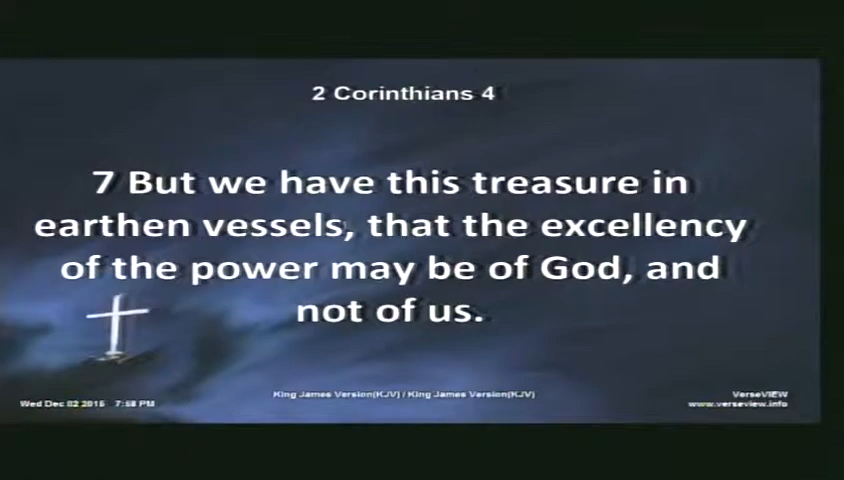 2 Corinthians 4
7 But we have this treasure in
earthen vessels, that the excellency
of the power may be of God, and
not of us.
King James Version(KJV) / King James Version(KJV)
VerseVIEW
Wed Dec 02 2015 7:58 PM
www.verseview.info